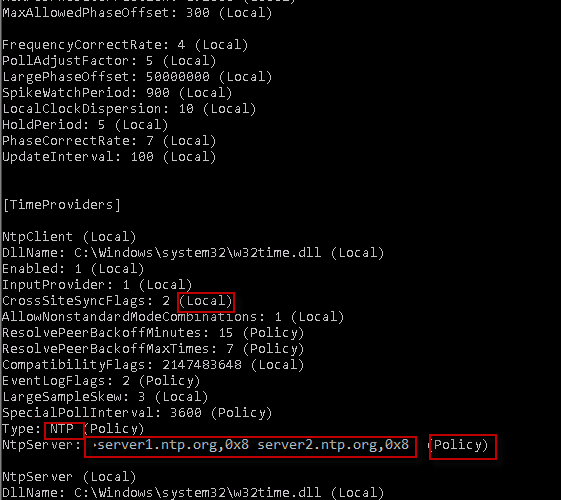 MaxAllowedPhaseOffset: 300 (Local)
FrequencyCorrectRate: 4 (Local)
PollAdjustFactor: 5 (Local)
LargePhaseOffset: 50000000 (Local)
SpikeWatchPeriod: 900 (Local)
LocalClockDispersion: 10 (Local)
HoldPeriod: 5 (Local)
PhaseCorrectRate: 7 (Local)
UpdateInterval: 100 (Local)
[TimeProviders]
NtpClient (Local)
DllName: C:\Windows\system32\w32time.dll (Local)
Enabled: 1 (Local)
InputProvider: 1 (Local)
CrossSiteSyncFlags: 2 (Local)
AllowNonstandardModeCombinations: 1 (Local)
ResolvePeerBackoffMinutes: 15 (Policy)
ResolvePeerBackoffMaxTimes: 7 (Policy)
CompatibilityFlags: 2147483648 (Local)
EventLogFlags: 2 (Policy)
LargeSampleSkew: 3 (Local)
SpecialPollInterval: 3600 (Policy)
Type: NTP (Policy)
NtpServer: server1.ntp.org,0x8 server2.ntp.org,0x8 (Policy)
NtpServer (Local)
DllName: C:\Windows\system32\w32time.dll (Local)